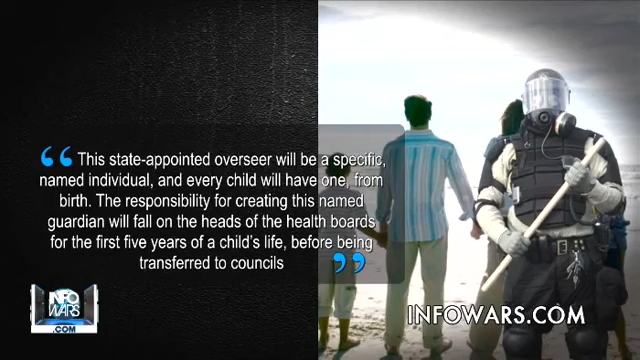 This state-appointed overseer will be a specific,
named individual, and every child will have one, from
birth. The responsibility for creating this named
guardian will fall on the heads of the health boards
for the first five years of a child's life, before being
transferred to councils
INFO
WARS
.COM
INFOWARS.COM